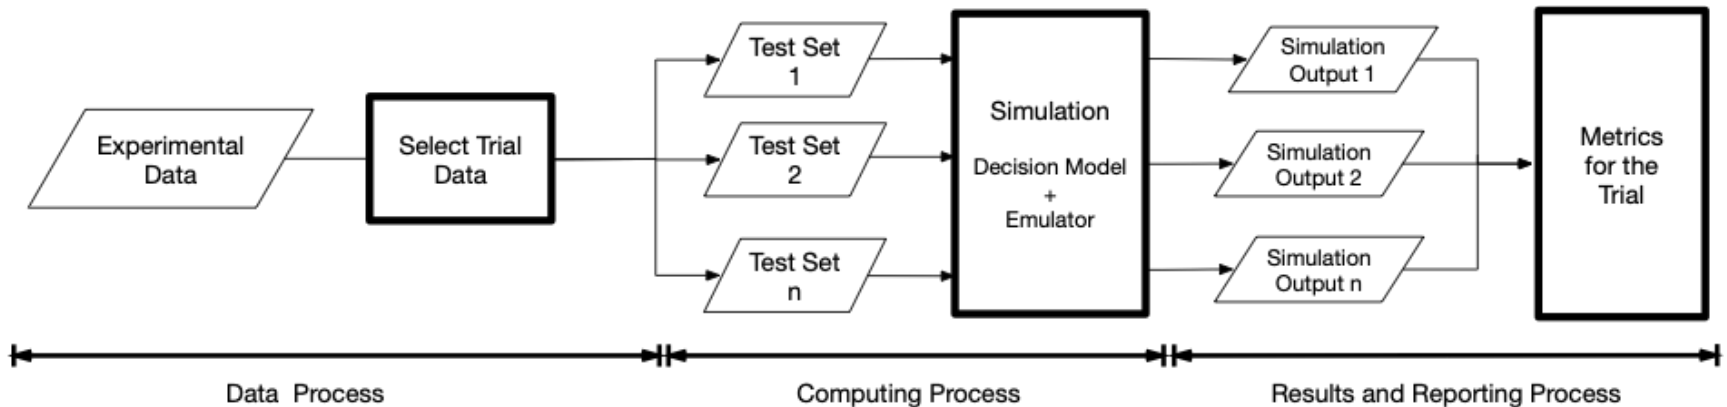 Experimental
Data
Select Trial
Data
Test Set
1
Test Set
2
Test Set
n
Simulation
Decision Model
+
Emulator
Simulation
Output 1
Simulation
Output 2
Simulation
Output n
Metrics
for the
Trial
Data Process
Computing Process
Results and Reporting Process